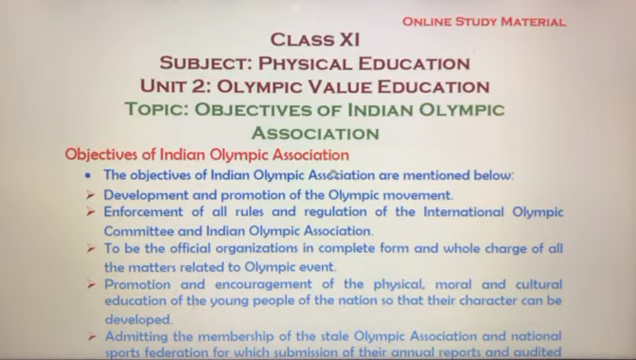 ONLINE STUDY MATERIAL
CLASS XI
SUBJECT: PHYSICAL EDUCATION
UNIT 2: OLYMPIC VALUE EDUCATION
TOPIC: OBJECTIVES OF INDIAN OLYMPIC
ASSOCIATION
Objectives of Indian Olympic Association
• The objectives of Indian Olympic Association are mentioned below:
➢ Development and promotion of the Olympic movement.
➢ Enforcement of all rules and regulation of the International Olympic
Committee and Indian Olympic Association.
➢ To be the official organizations in complete form and whole charge of all
the matters related to Olympic event.
➢ Promotion and encouragement of the physical, moral and cultural
education of the young people of the nation so that their character can be
developed.
➢ Admitting the membership of the stale Olympic Association and national
sports federation for which submission of their annual reports and audited